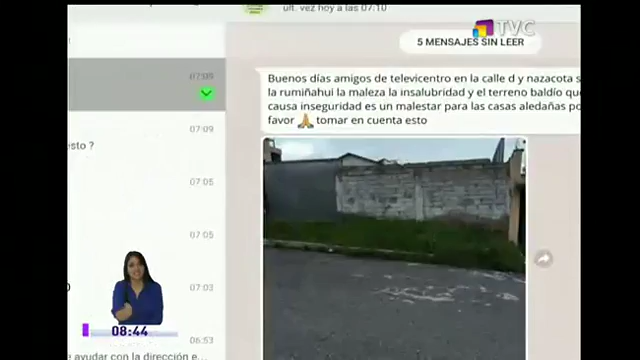 últ. vez hoy a las 07:10
TVC
5 MENSAJES SIN LEER
07:09
Buenos días amigos de televicentro en la calle d y nazacota s
la rumiñahui la maleza la insalubridad y el terreno baldío que
causa inseguridad es un malestar para las casas aledañas po
favor 🙏 tomar en cuenta esto
07:09
esto ?
07:05
07:05
07:03
08:44
06:53
e ayudar con la dirección e...